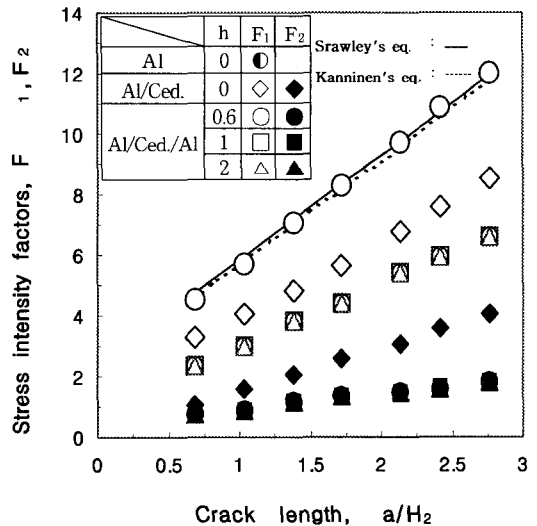 h F₁ F₂
Al 0
Al/Ced. 0
Al/Ced./Al 0.6
1
2
Srawley's eq. :
Kanninen's eq. :
Stress intensity factors, F ₁, F₂
14
12
10
8
6
4
2
0
0 0.5 1 1.5 2 2.5 3
Crack length, a/H₂